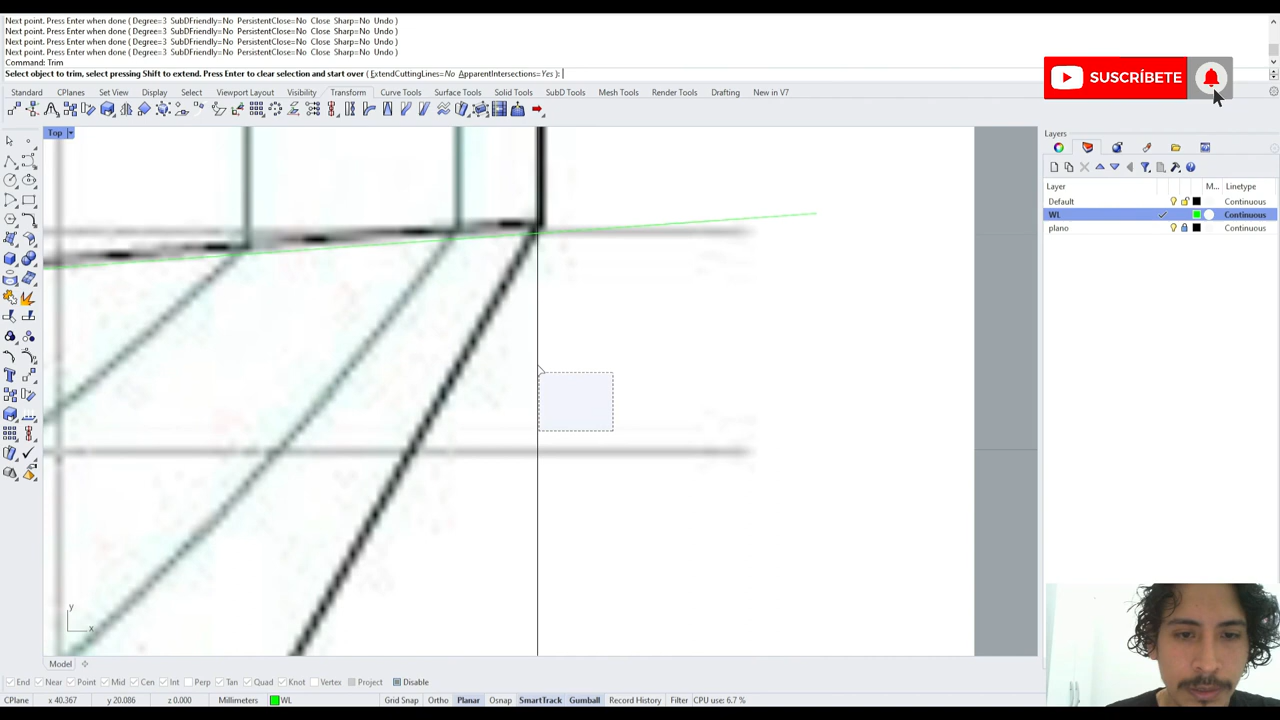 Next point. Press Enter when done ( Degree=3 SubDFriendly=No PersistentClose=No Close Sharp=No Undo )
Next point. Press Enter when done ( Degree=3 SubDFriendly=No PersistentClose=No Close Sharp=No Undo )
Next point. Press Enter when done ( Degree=3 SubDFriendly=No PersistentClose=No Close Sharp=No Undo )
Next point. Press Enter when done ( Degree=3 SubDFriendly=No PersistentClose=No Close Sharp=No Undo )
Command: Trim
Select object to trim, select pressing Shift to extend. Press Enter to clear selection and start over ( ExtendCuttingLines=No ApparentIntersections=Yes ):
SUSCRÍBETE
Standard CPlanes Set View Display Select Viewport Layout Visibility Transform Curve Tools Surface Tools Solid Tools SubD Tools Mesh Tools Render Tools Drafting New in V7
Top
Layers
Layer M... Linetype
Default Continuous
WL Continuous
plano Continuous
y
x
Model
End Near Point Mid Cen Int Perp Tan Quad Knot Vertex Project Disable
CPlane x 40.367 y 20.086 z 0.000 Millimeters WL Grid Snap Ortho Planar Osnap SmartTrack Gumball Record History Filter CPU use: 6.7 %